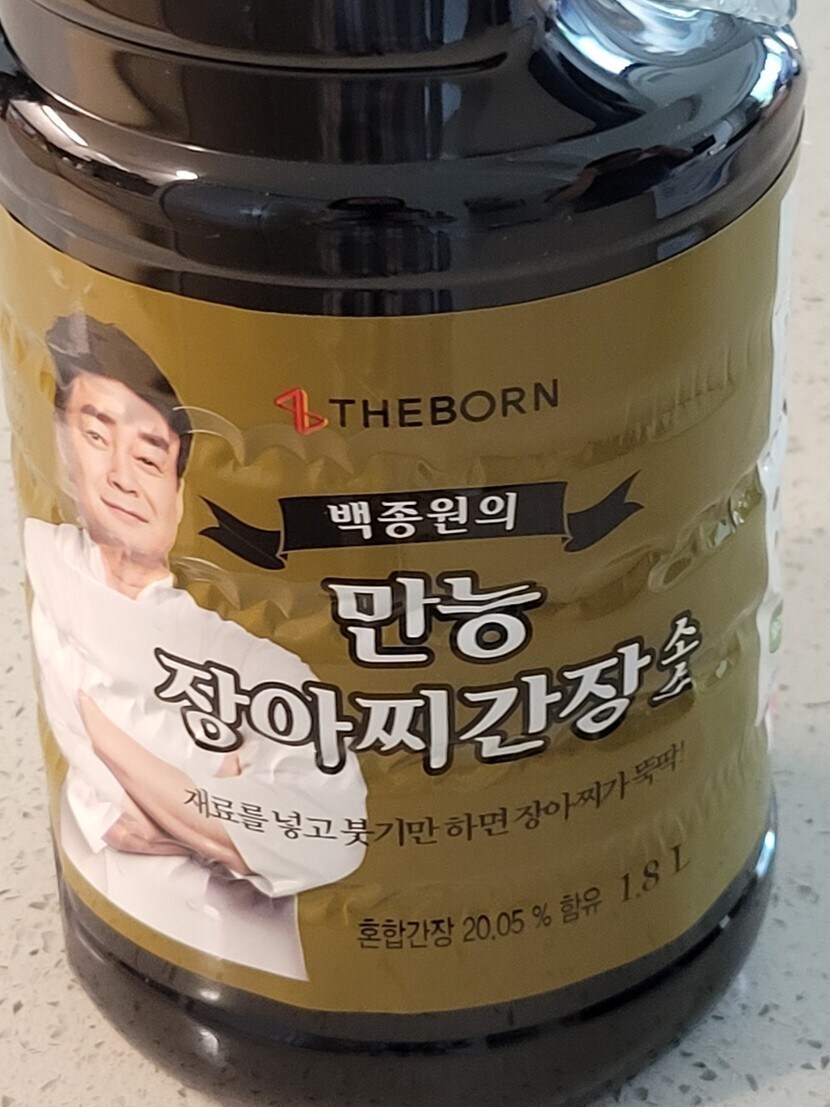 THEBORN
백종원의
만능
장아찌간장소스
재료를 넣고 붓기만 하면 장아찌가 뚝딱!
혼합간장 20.05 % 함유 1.8 L